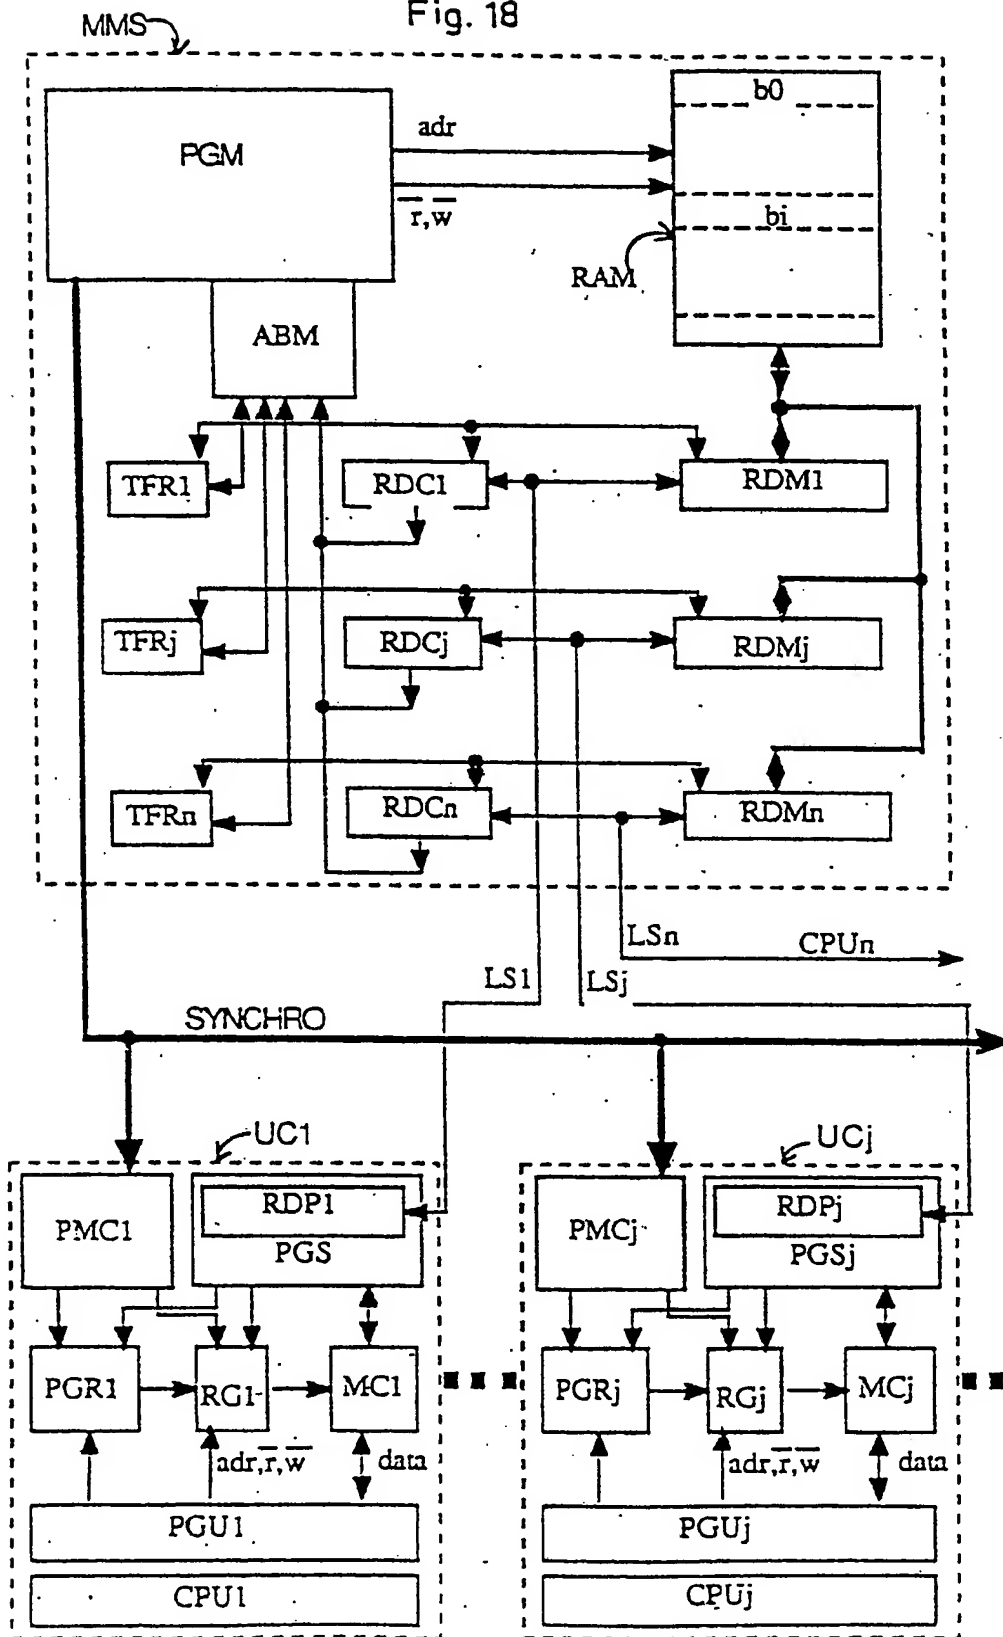 Fig. 18
MMS
b0
adr
PGM
r̅,w̅
bi
RAM
ABM
TFR1
RDC1
RDM1
TFRj
RDCj
RDMj
TFRn
RDCn
RDMn
LSn
CPUn
LS1
LSj
SYNCHRO
UC1
UCj
RDP1
RDPj
PMC1
PGS
PMCj
PGSj
PGR1
RG1
MC1
PGRj
RGj
MCj
adr,r̅,w̅
data
adr,r̅,w̅
data
PGU1
PGUj
CPU1
CPUj